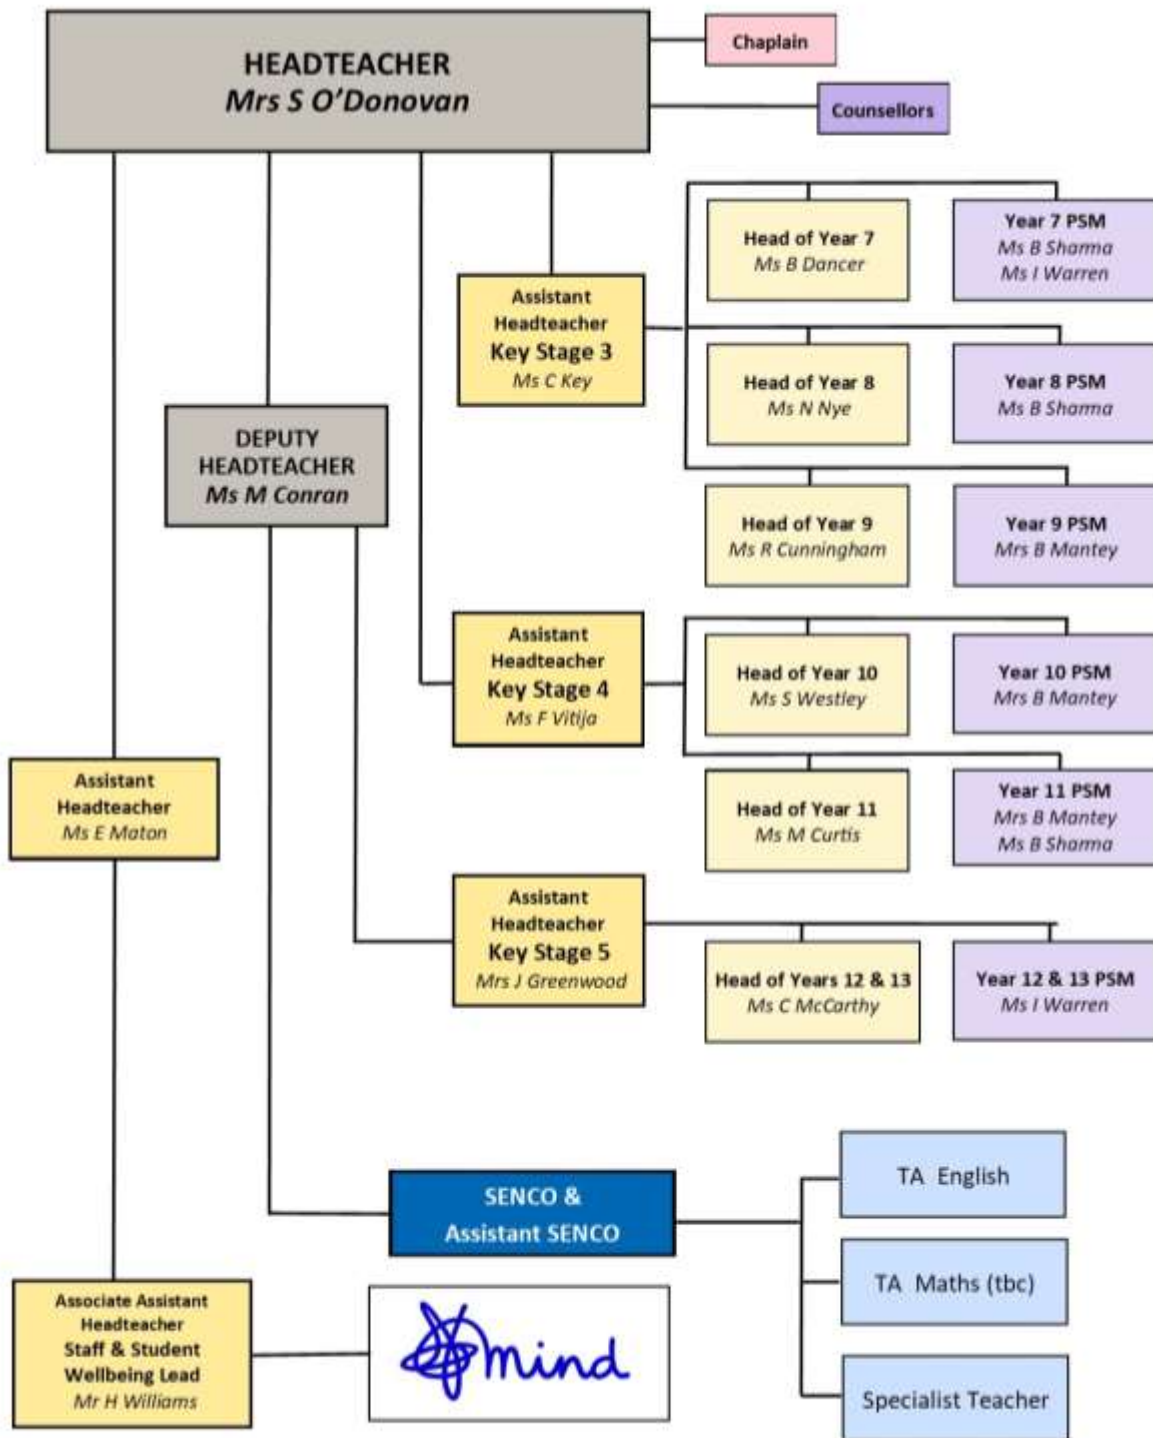 HEADTEACHER
Mrs S O'Donovan
Chaplain
Counsellors
Head of Year 7
Ms B Dancer
Year 7 PSM
Ms B Sharma
Ms I Warren
Assistant
Headteacher
Key Stage 3
Ms C Key
Head of Year 8
Ms N Nye
Year 8 PSM
Ms B Sharma
DEPUTY
HEADTEACHER
Ms M Conran
Head of Year 9
Ms R Cunningham
Year 9 PSM
Mrs B Mantey
Assistant
Headteacher
Key Stage 4
Ms F Vitija
Head of Year 10
Ms S Westley
Year 10 PSM
Mrs B Mantey
Assistant
Headteacher
Ms E Maton
Head of Year 11
Ms M Curtis
Year 11 PSM
Mrs B Mantey
Ms B Sharma
Assistant
Headteacher
Key Stage 5
Mrs J Greenwood
Head of Years 12 & 13
Ms C McCarthy
Year 12 & 13 PSM
Ms I Warren
SENCO &
Assistant SENCO
TA English
TA Maths (tbc)
Specialist Teacher
Associate Assistant
Headteacher
Staff & Student
Wellbeing Lead
Mr H Williams
mind